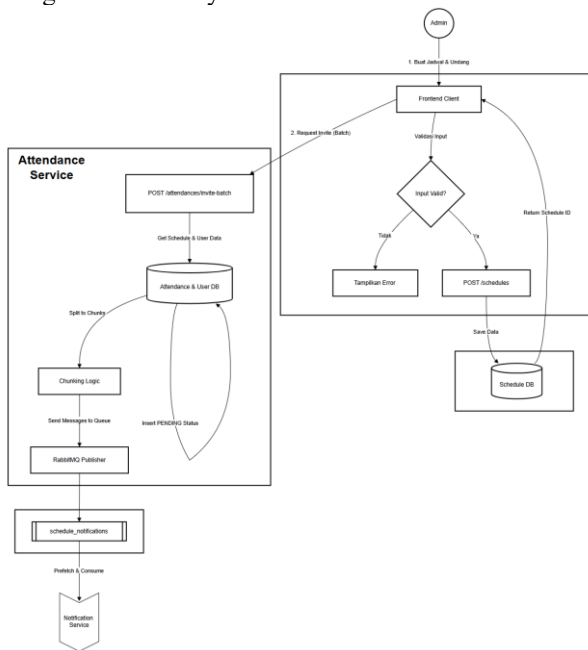 Admin
1. Buat Jadwal & Undang
Frontend Client
2. Request Invite (Batch)
Validasi Input
Attendance
Service
POST /attendances/invite-batch
Input Valid?
Return Schedule ID
Get Schedule & User Data
Tidak
Ya
Attendance & User DB
Tampilkan Error
POST /schedules
Split to Chunks
Save Data
Chunking Logic
Schedule DB
Insert PENDING Status
Send Messages to Queue
RabbitMQ Publisher
schedule_notifications
Prefetch & Consume
Notification
Service